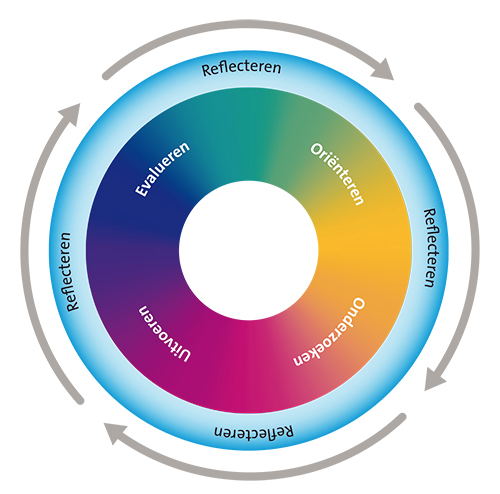 Reflecteren
Oriënteren
Reflecteren
Onderzoeken
Reflecteren
Uitvoeren
Reflecteren
Evalueren